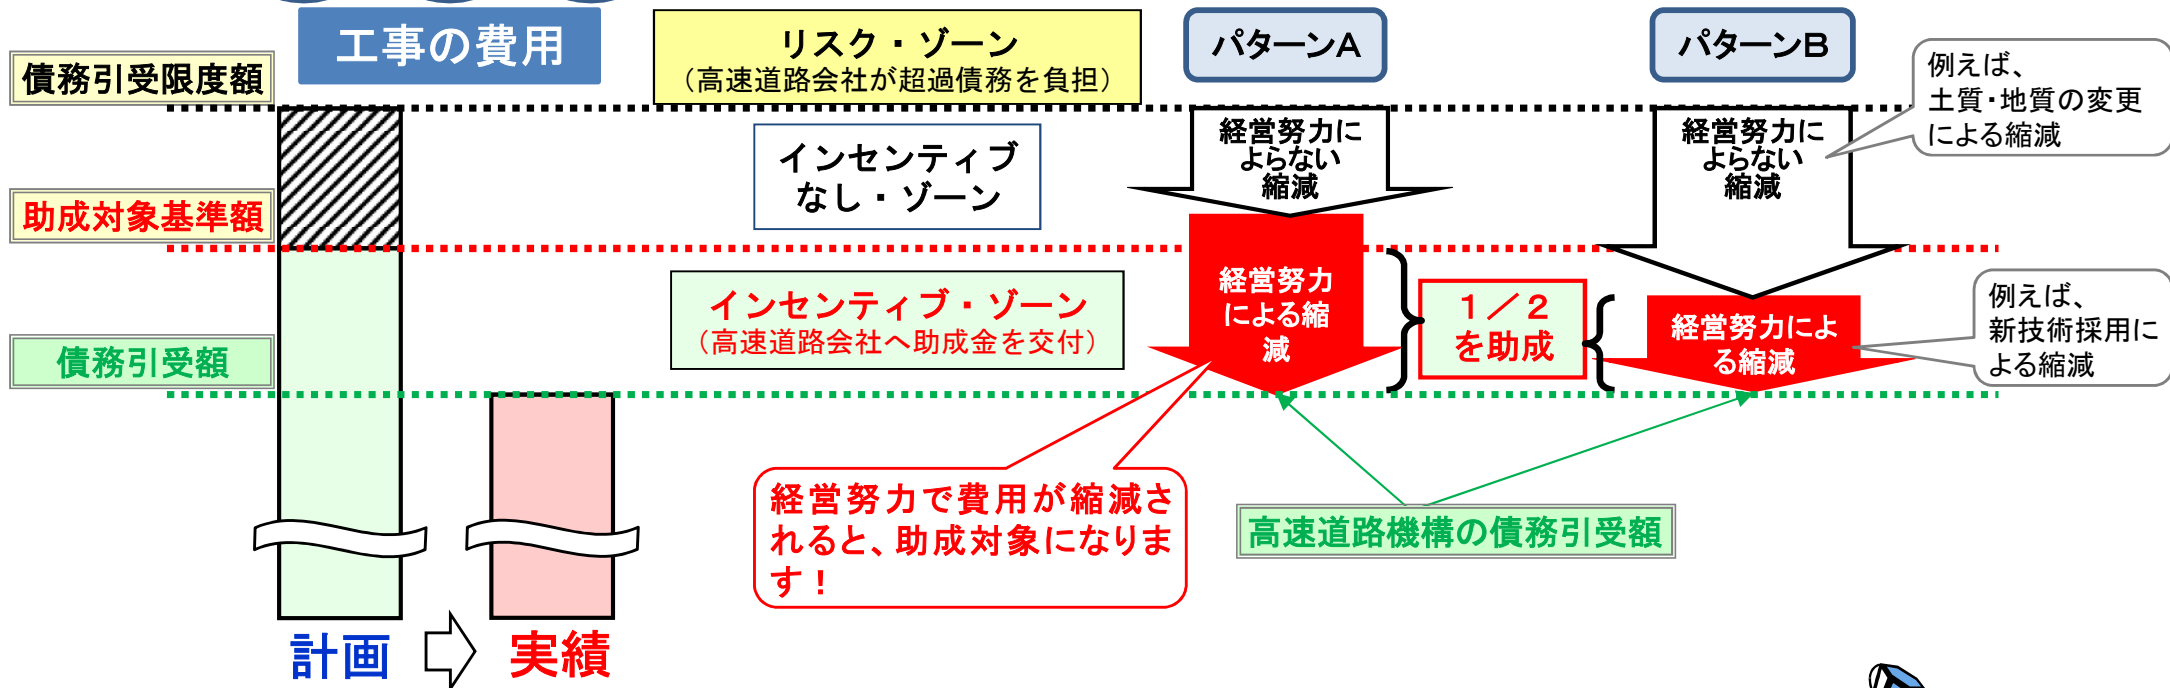 工事の費用
債務引受限度額
助成対象基準額
債務引受額
計画
実績
リスク・ゾーン
（高速道路会社が超過債務を負担）
インセンティブ
なし・ゾーン
インセンティブ・ゾーン
（高速道路会社へ助成金を交付）
経営努力で費用が縮減さ
れると、助成対象になりま
す！
パターンA
経営努力に
よらない
縮減
経営努力
による縮
減
１／２
を助成
高速道路機構の債務引受額
パターンB
経営努力に
よらない
縮減
経営努力によ
る縮減
例えば、
土質・地質の変更
による縮減
例えば、
新技術採用に
よる縮減